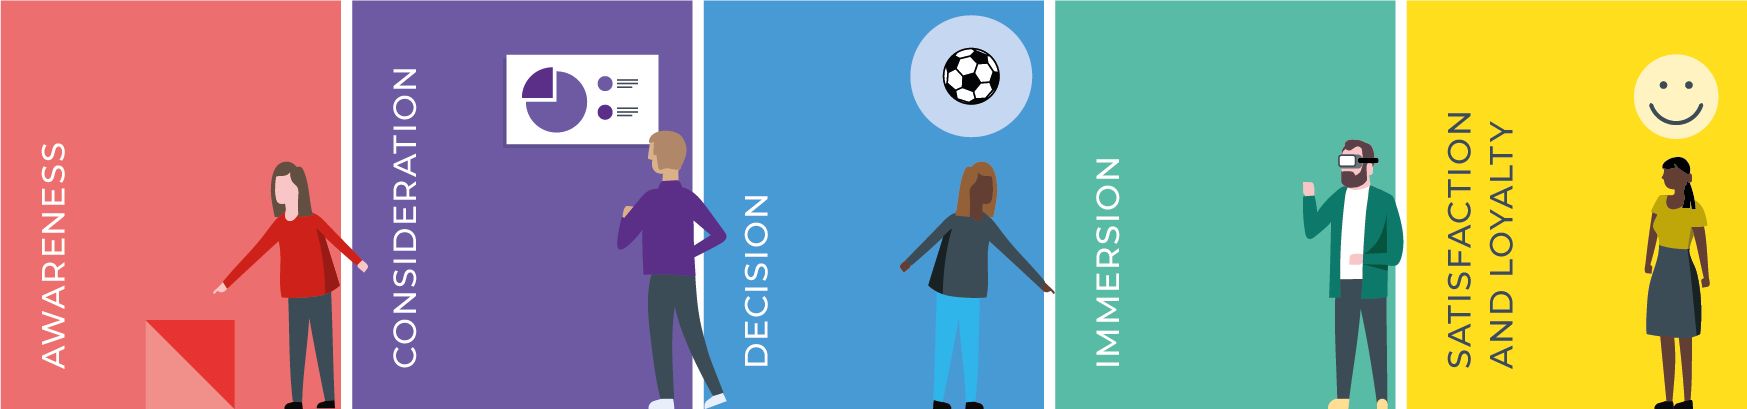 AWARENESS
CONSIDERATION
DECISION
IMMERSION
SATISFACTION
AND LOYALTY